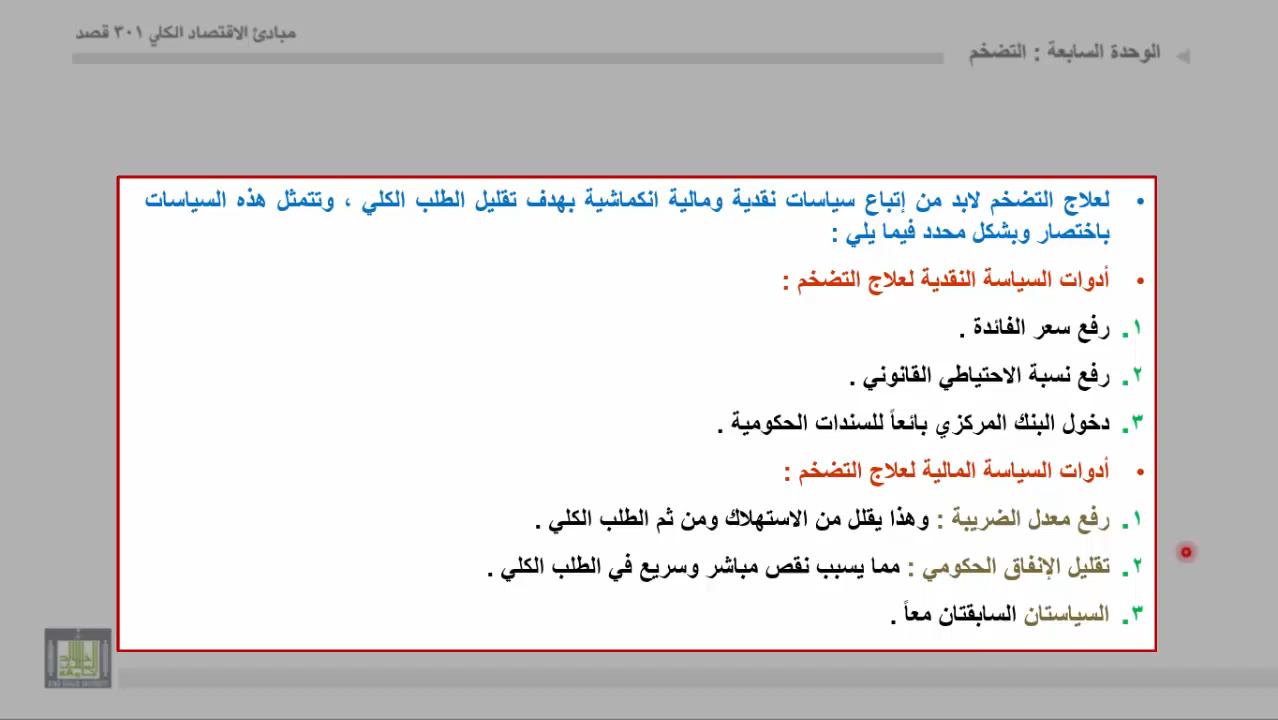 مبادئ الاقتصاد الكلي ٣٠١ قصد
الوحدة السابعة : التضخم
• لعلاج التضخم لابد من إتباع سياسات نقدية ومالية انكماشية بهدف تقليل الطلب الكلي ، وتتمثل هذه السياسات
باختصار وبشكل محدد فيما يلي :
• أدوات السياسة النقدية لعلاج التضخم :
١. رفع سعر الفائدة .
٢. رفع نسبة الاحتياطي القانوني .
٣. دخول البنك المركزي بائعاً للسندات الحكومية .
• أدوات السياسة المالية لعلاج التضخم :
١. رفع معدل الضريبة : وهذا يقلل من الاستهلاك ومن ثم الطلب الكلي .
٢. تقليل الإنفاق الحكومي : مما يسبب نقص مباشر وسريع في الطلب الكلي .
٣. السياستان السابقتان معاً .